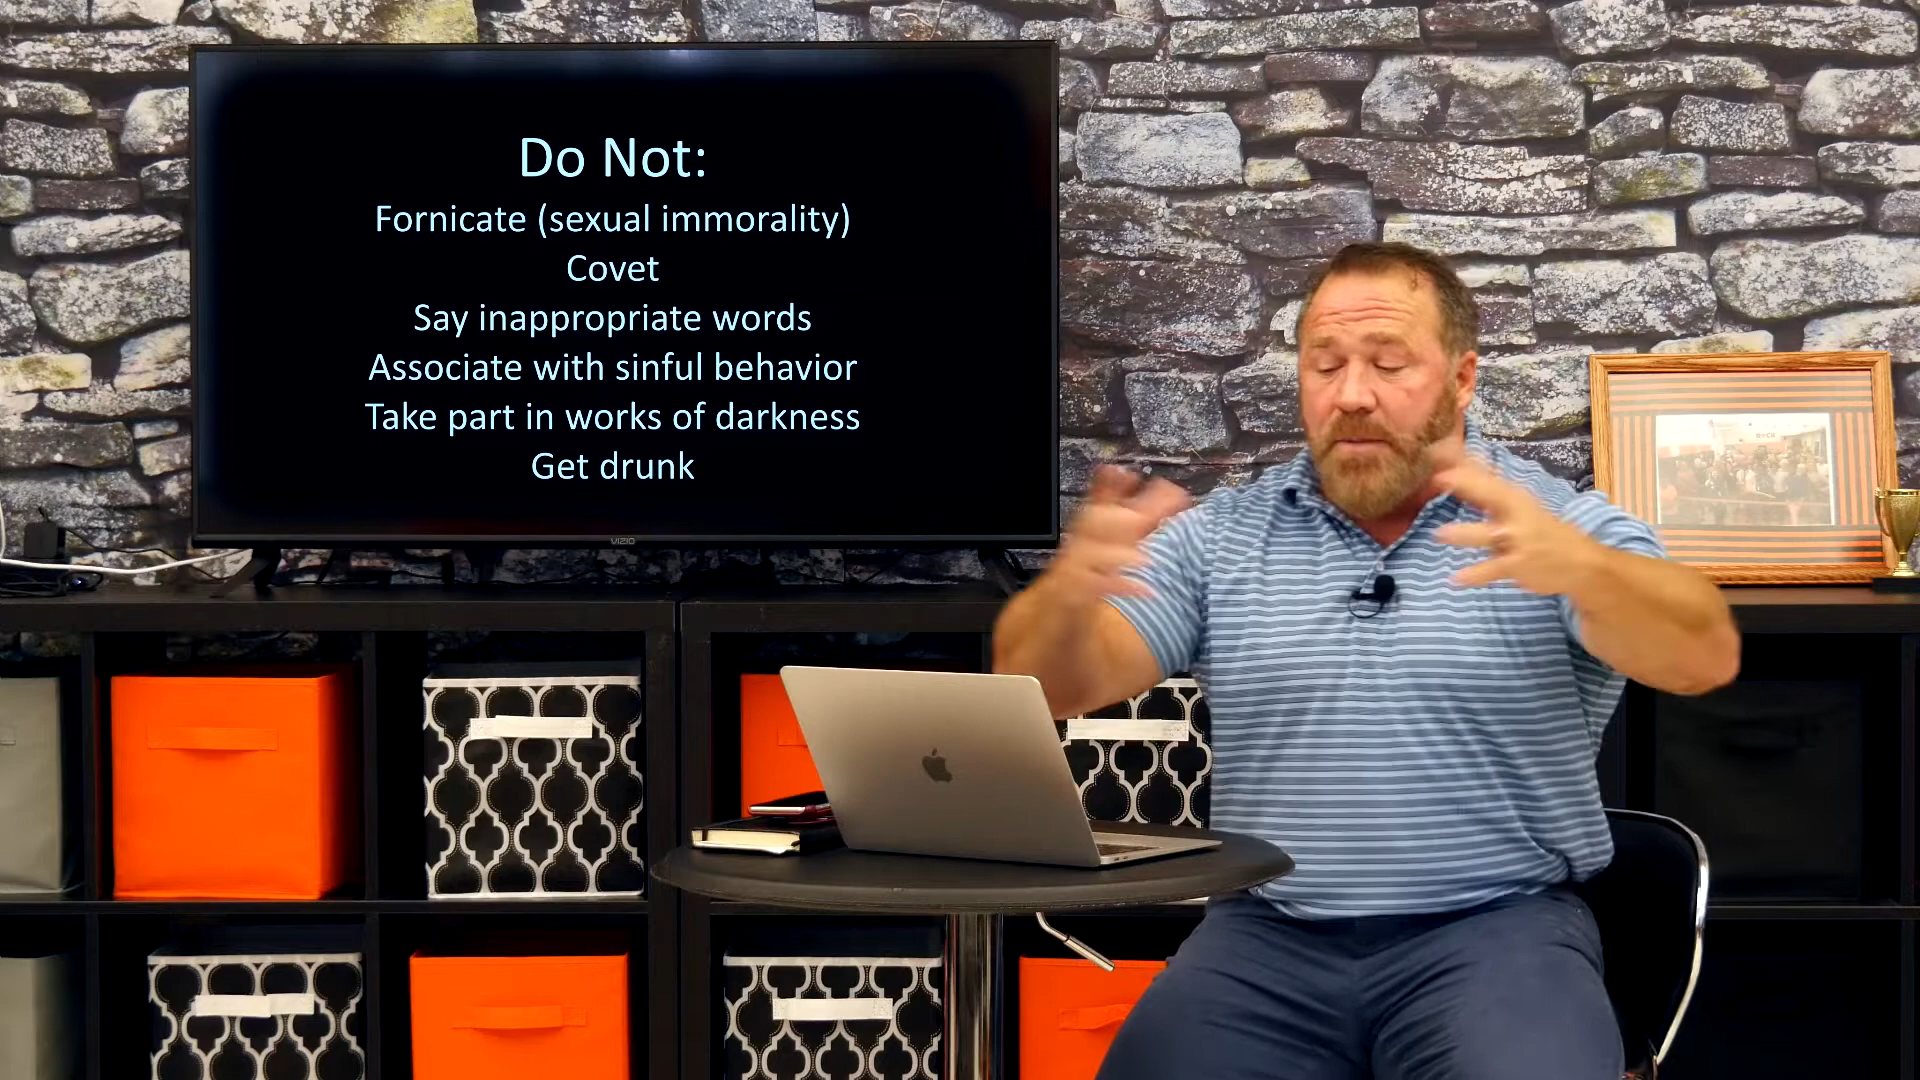 Do Not:
Fornicate (sexual immorality)
Covet
Say inappropriate words
Associate with sinful behavior
Take part in works of darkness
Get drunk
VIZIO